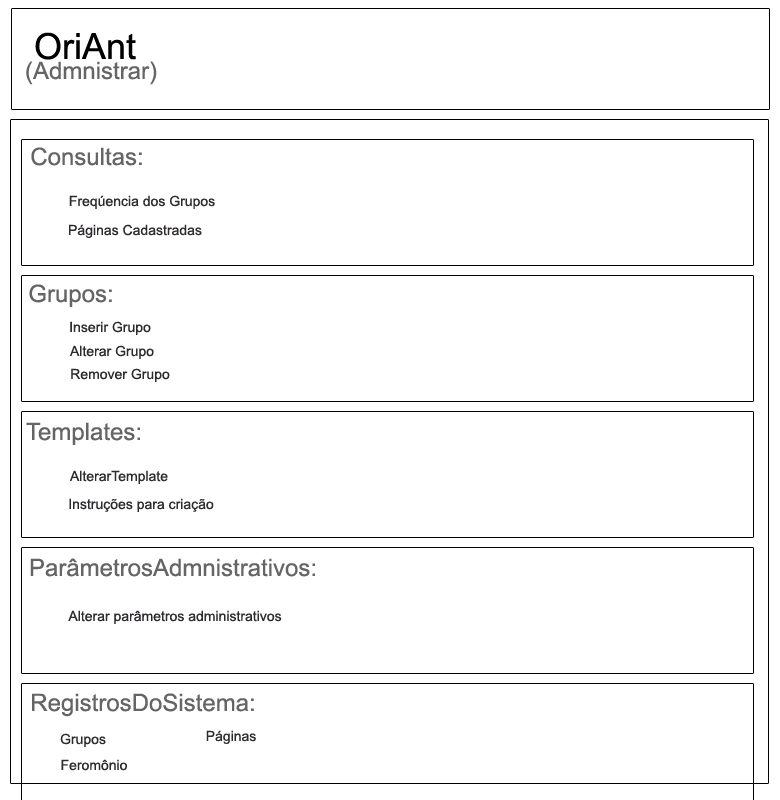 OriAnt
(Admnistrar)
Consultas:
Freqúencia dos Grupos
Páginas Cadastradas
Grupos:
Inserir Grupo
Alterar Grupo
Remover Grupo
Templates:
AlterarTemplate
Instruções para criação
ParâmetrosAdmnistrativos:
Alterar parâmetros administrativos
RegistrosDoSistema:
Grupos Páginas
Feromônio